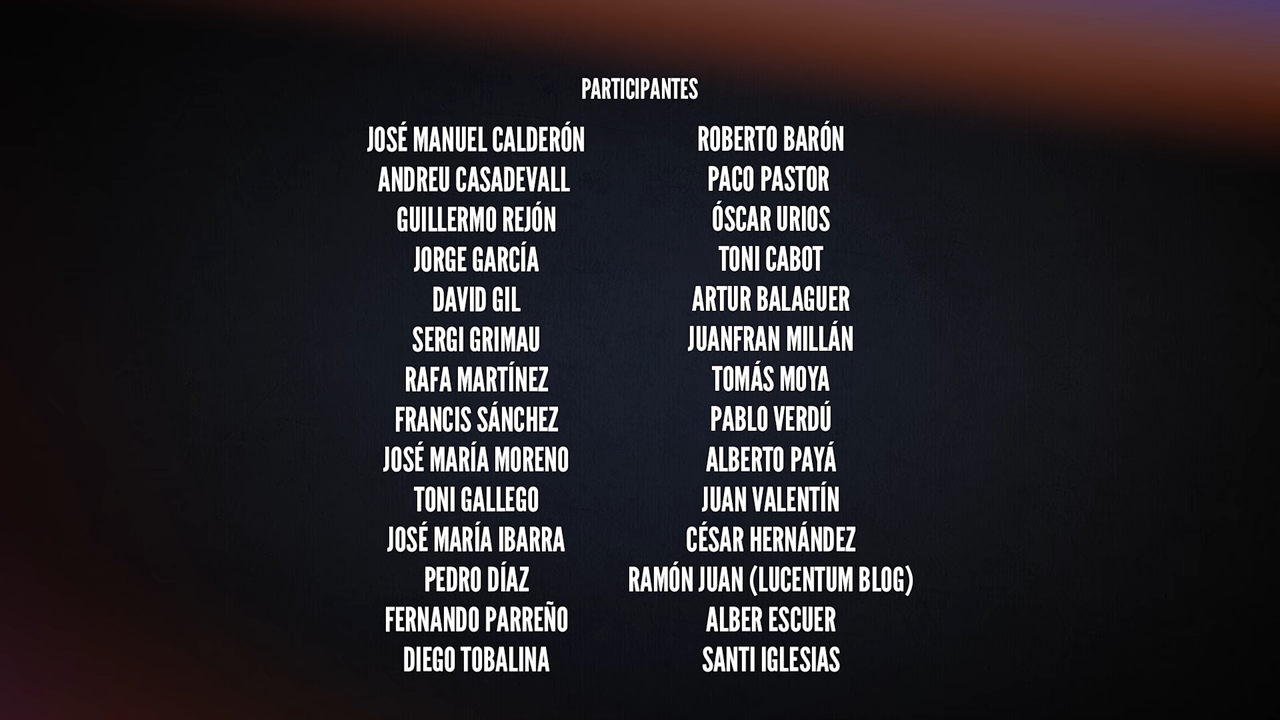 PARTICIPANTES
JOSÉ MANUEL CALDERÓN
ANDREU CASADEVALL
GUILLERMO REJÓN
JORGE GARCÍA
DAVID GIL
SERGI GRIMAU
RAFA MARTÍNEZ
FRANCIS SÁNCHEZ
JOSÉ MARÍA MORENO
TONI GALLEGO
JOSÉ MARÍA IBARRA
PEDRO DÍAZ
FERNANDO PARREÑO
DIEGO TOBALINA
ROBERTO BARÓN
PACO PASTOR
ÓSCAR URIOS
TONI CABOT
ARTUR BALAGUER
JUANFRAN MILLÁN
TOMÁS MOYA
PABLO VERDÚ
ALBERTO PAYÁ
JUAN VALENTÍN
CÉSAR HERNÁNDEZ
RAMÓN JUAN (LUCENTUM BLOG)
ALBER ESCUER
SANTI IGLESIAS